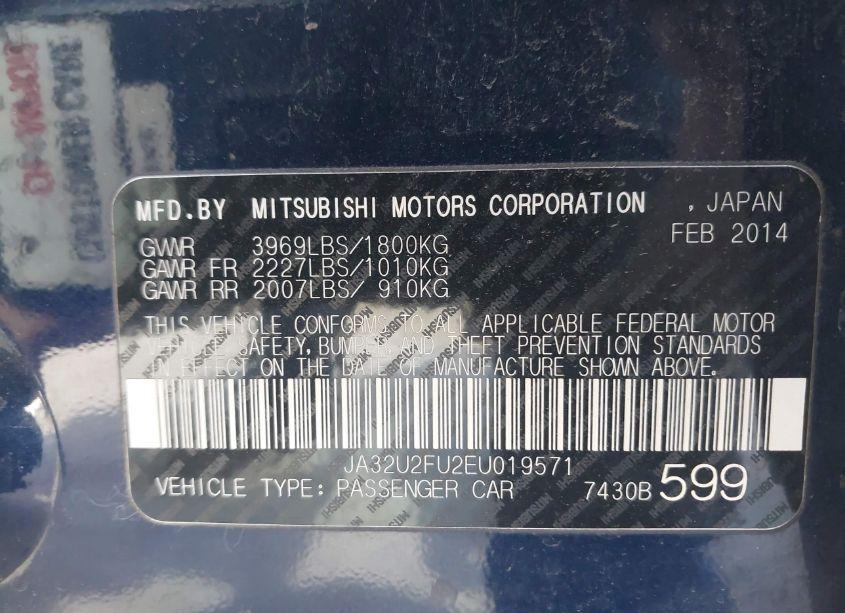 MFD.BY MITSUBISHI MOTORS CORPORATION , JAPAN
FEB 2014
GVWR 3969LBS/1800KG
GAWR FR 2227LBS/1010KG
GAWR RR 2007LBS/ 910KG
THIS VEHICLE CONFORMS TO ALL APPLICABLE FEDERAL MOTOR
VEHICLE SAFETY, BUMPER, AND THEFT PREVENTION STANDARDS
IN EFFECT ON THE DATE OF MANUFACTURE SHOWN ABOVE.
JA32U2FU2EU019571
VEHICLE TYPE: PASSENGER CAR 7430B 599